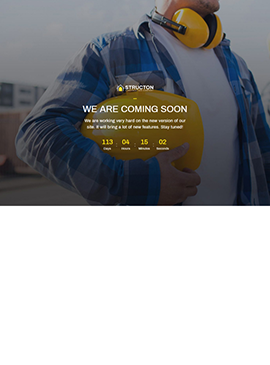 STRUCTON
WE ARE COMING SOON
We are working very hard on the new version of our
site. It will bring a lot of new features. Stay tuned!
113 : 04 : 15 : 02
Days Hours Minutes Seconds